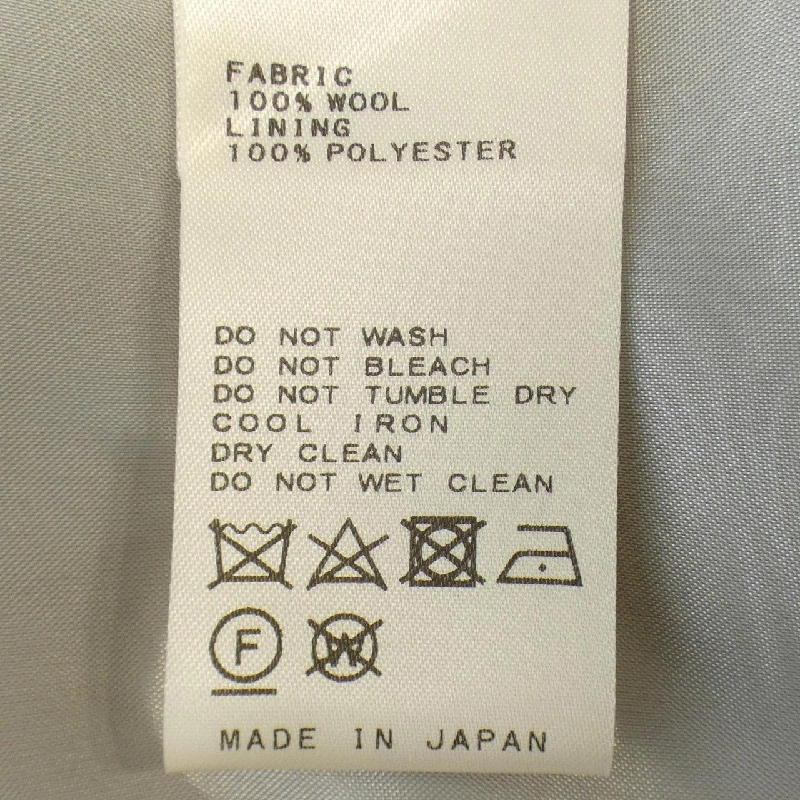 FABRIC
100% WOOL
LINING
100% POLYESTER
DO NOT WASH
DO NOT BLEACH
DO NOT TUMBLE DRY
COOL IRON
DRY CLEAN
DO NOT WET CLEAN
F W
MADE IN JAPAN